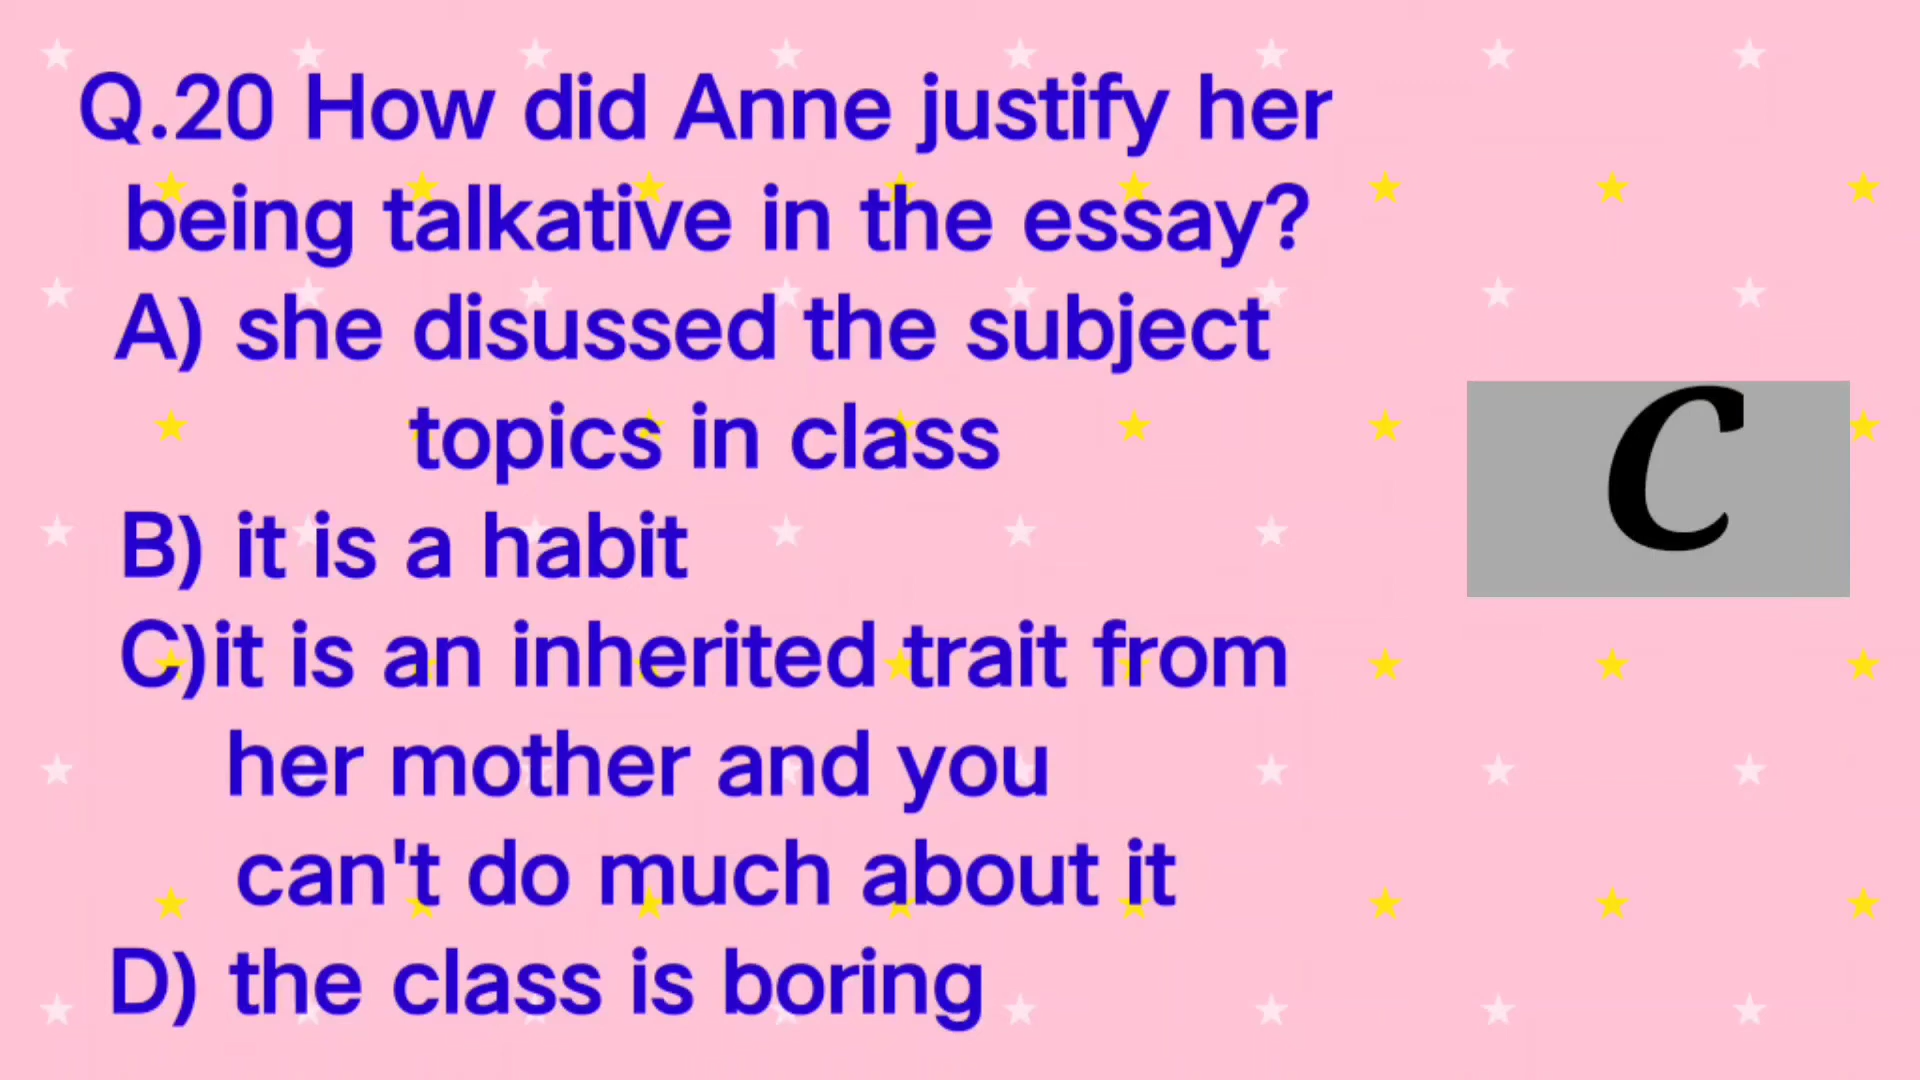 Q.20 How did Anne justify her
being talkative in the essay?
A) she disussed the subject
topics in class
B) it is a habit
C)it is an inherited trait from
her mother and you
can't do much about it
D) the class is boring
C